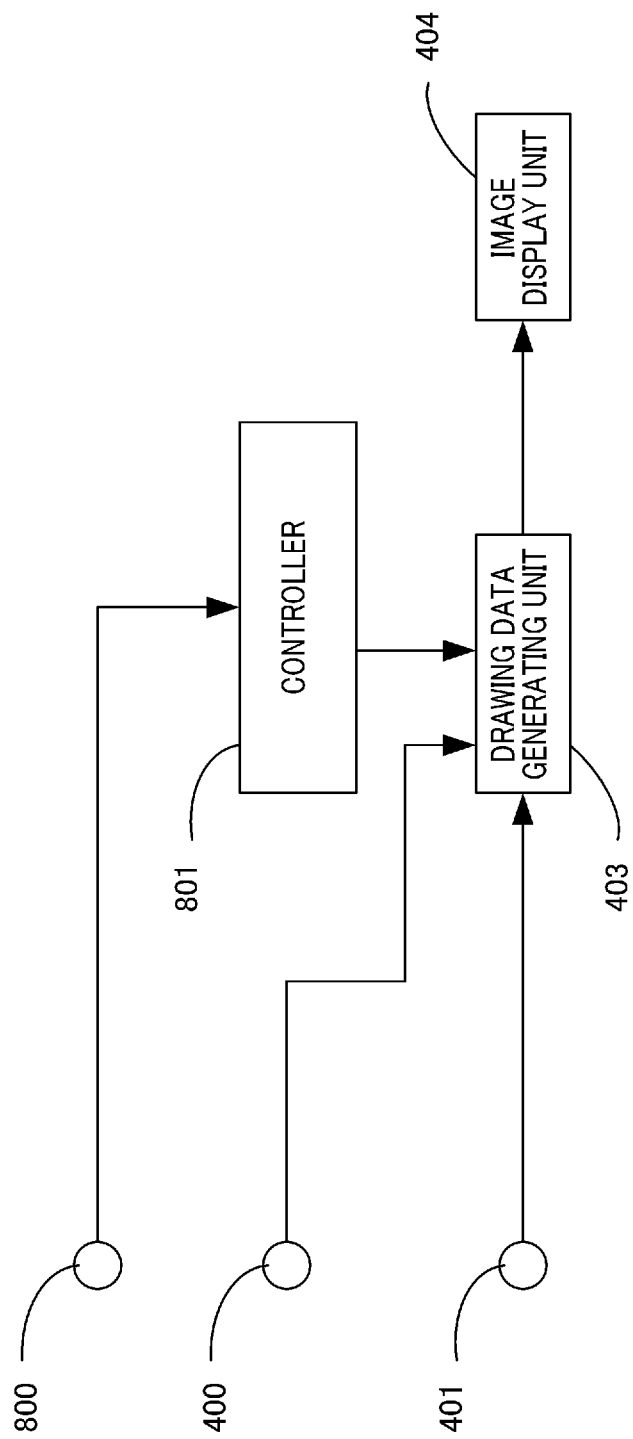 800
400
401
801
CONTROLLER
403
DRAWING DATA
GENERATING UNIT
404
IMAGE
DISPLAY UNIT